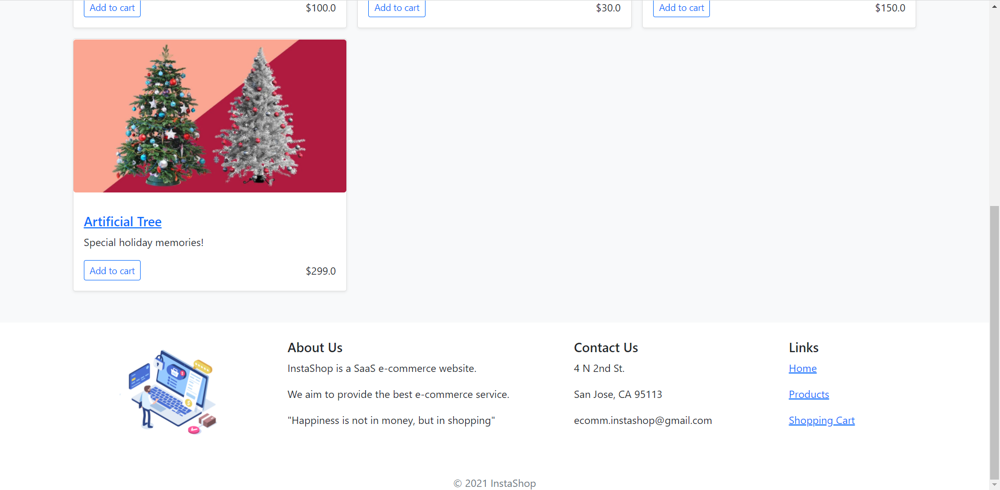 Add to cart $100.0 Add to cart $30.0 Add to cart $150.0
Artificial Tree
Special holiday memories!
Add to cart $299.0
About Us
InstaShop is a SaaS e-commerce website.
We aim to provide the best e-commerce service.
"Happiness is not in money, but in shopping"
Contact Us
4 N 2nd St.
San Jose, CA 95113
ecomm.instashop@gmail.com
Links
Home
Products
Shopping Cart
© 2021 InstaShop